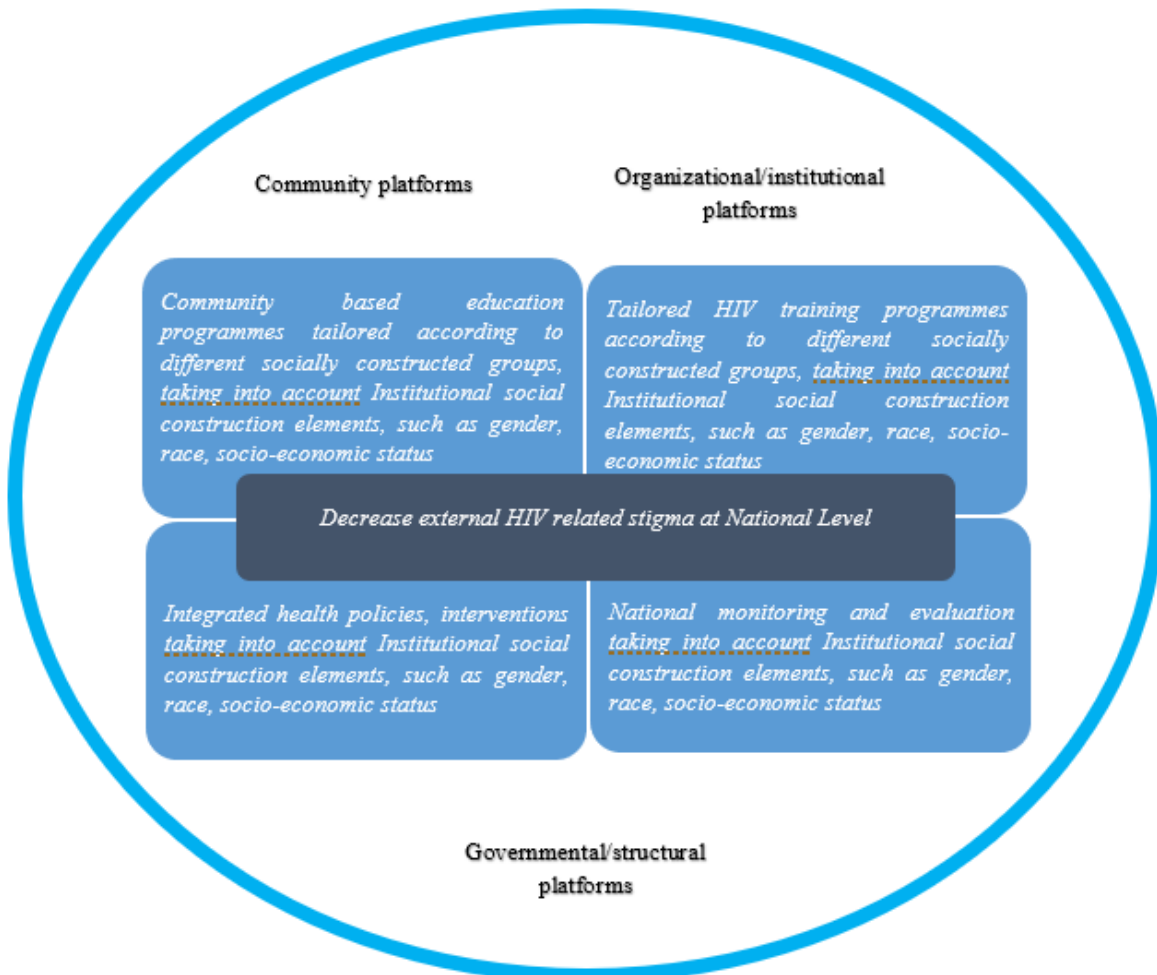 Community platforms
Organizational/institutional
platforms
Community based education
programmes tailored according to
different socially constructed groups,
taking into account Institutional social
construction elements, such as gender,
race, socio-economic status
Tailored HIV training programmes
according to different socially
constructed groups, taking into account
Institutional social construction
elements, such as gender, race, socio-
economic status
Decrease external HIV related stigma at National Level
Integrated health policies, interventions
taking into account Institutional social
construction elements, such as gender,
race, socio-economic status
National monitoring and evaluation
taking into account Institutional social
construction elements, such as gender,
race, socio-economic status
Governmental/structural
platforms